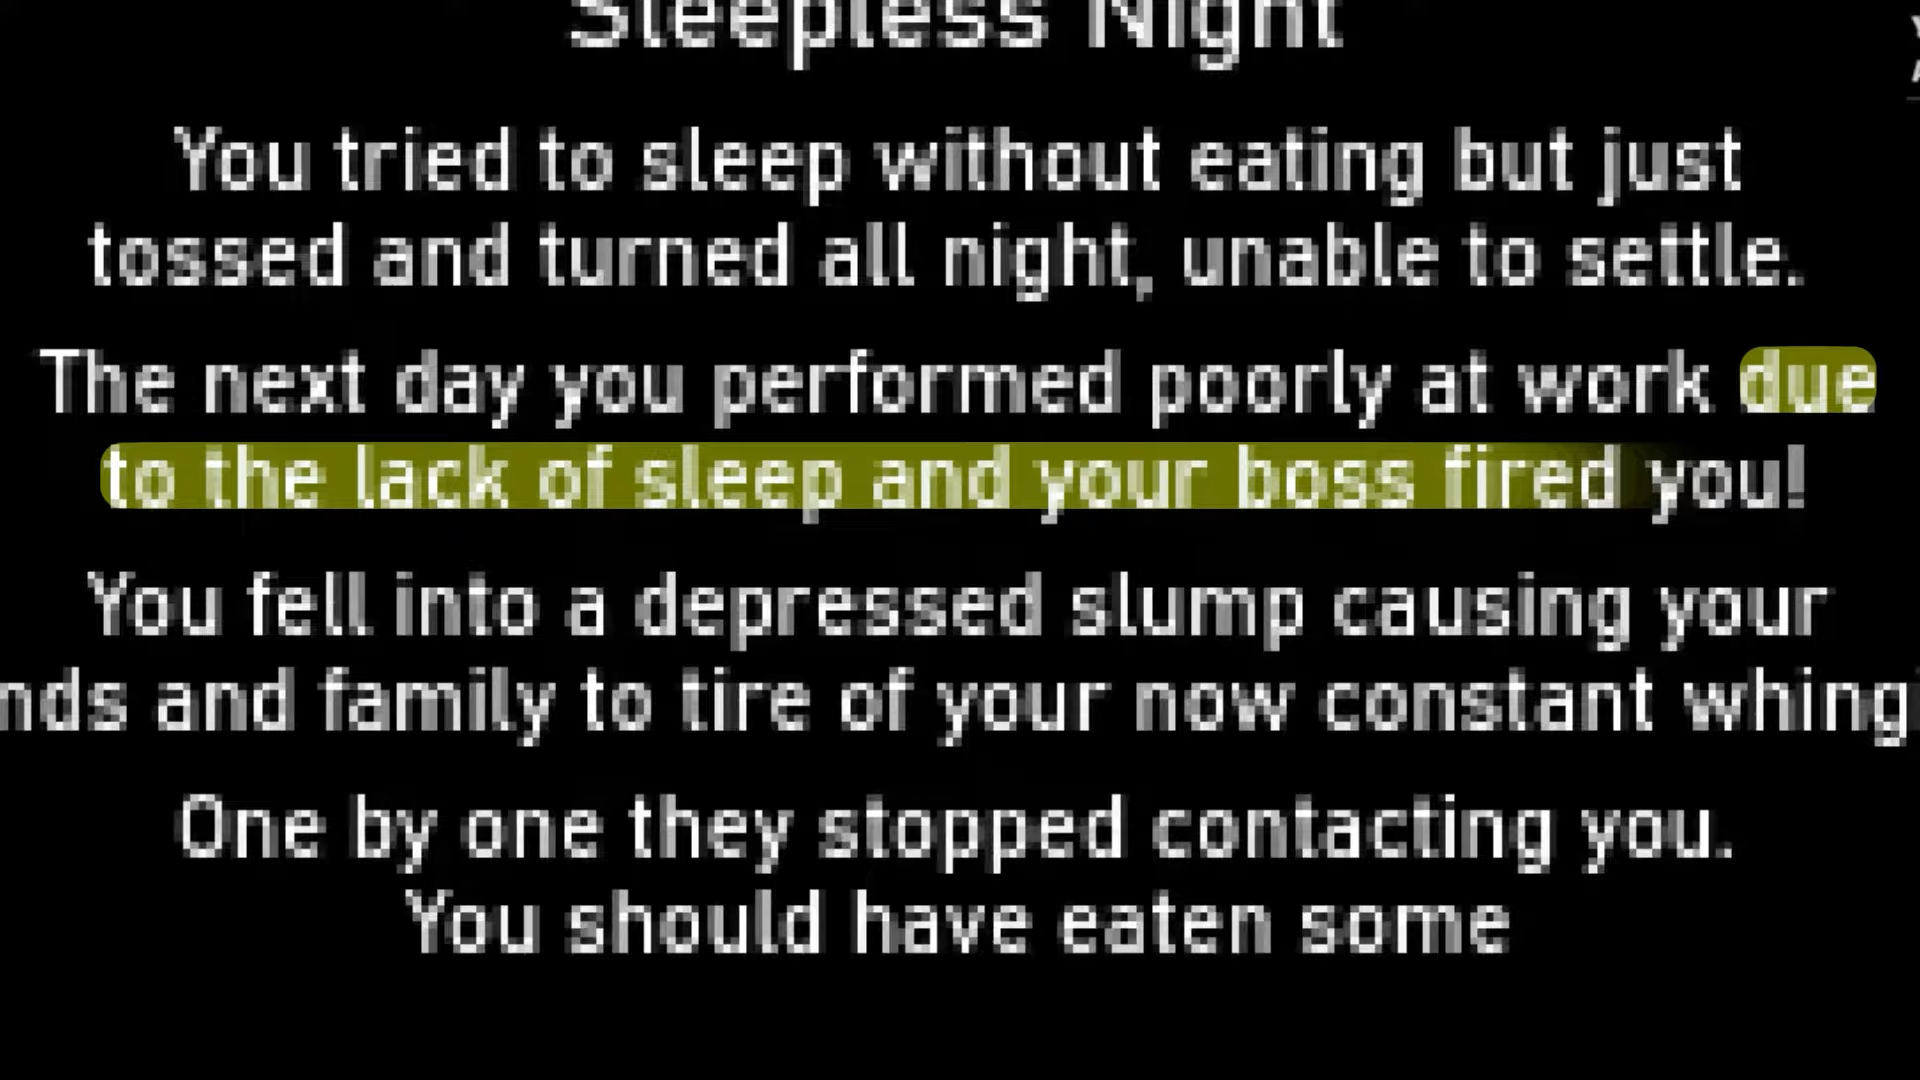 Sleepless Night
You tried to sleep without eating but just
tossed and turned all night, unable to settle.
The next day you performed poorly at work due
to the lack of sleep and your boss fired you!
You fell into a depressed slump causing your
nds and family to tire of your now constant whing
One by one they stopped contacting you.
You should have eaten some